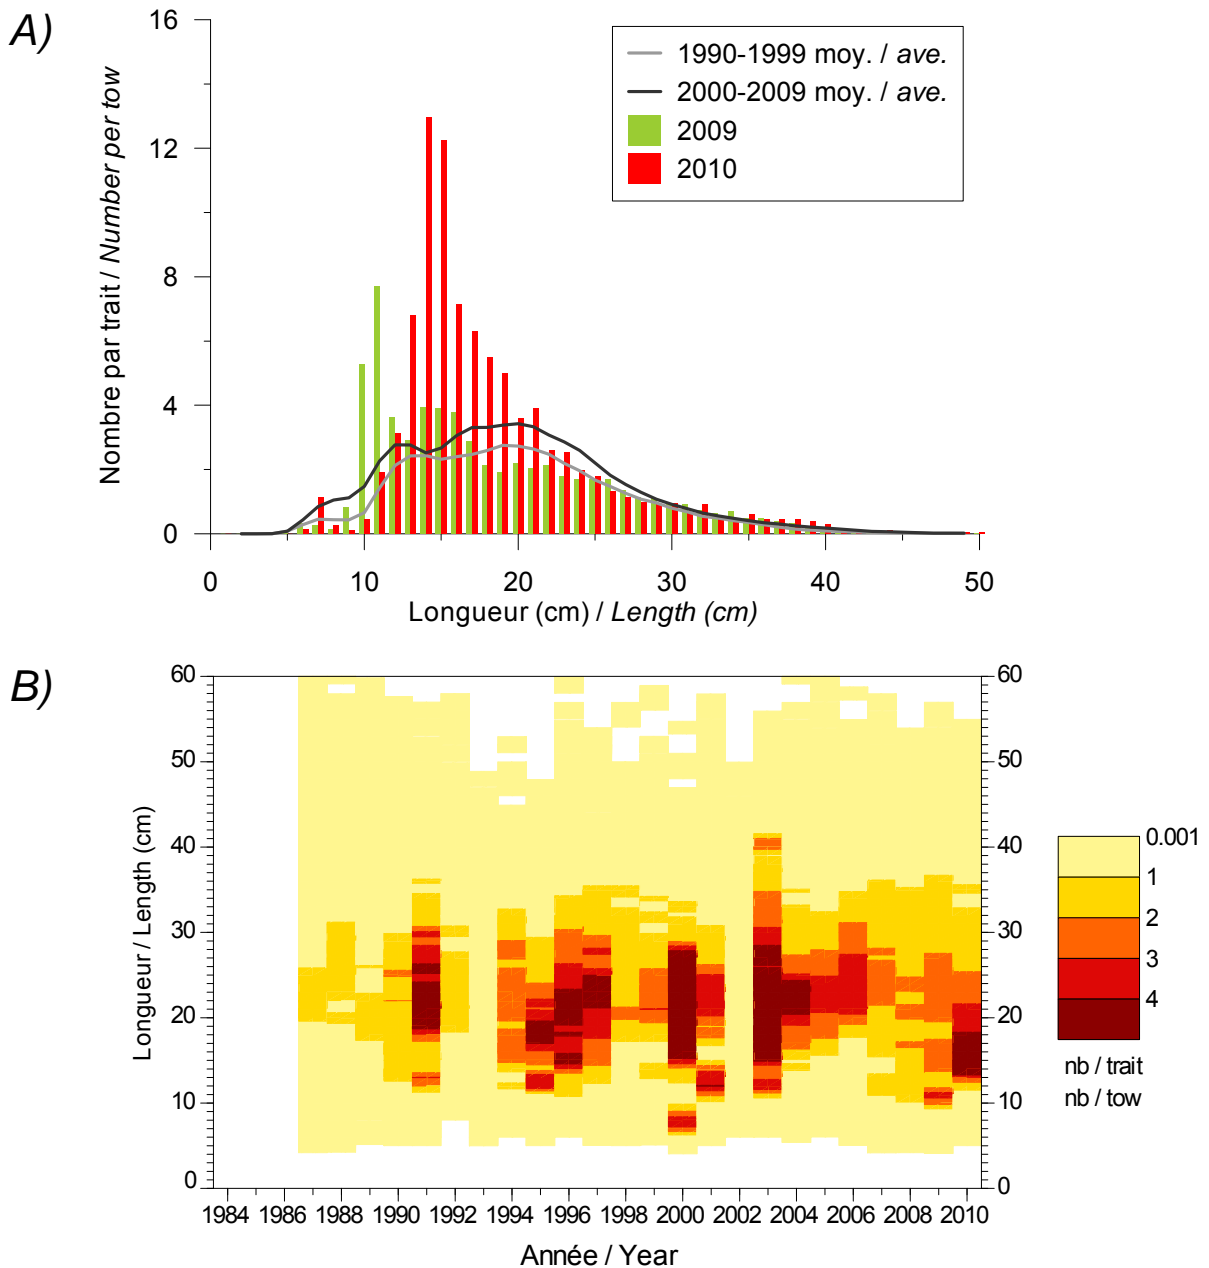 A)
16
12
8
4
0
Nombre par trait / Number per tow
1990-1999 moy. / ave.
2000-2009 moy. / ave.
2009
2010
0 10 20 30 40 50
Longueur (cm) / Length (cm)
B)
60
50
40
30
20
10
0
Longueur / Length (cm)
60
50
40
30
20
10
0
1984 1986 1988 1990 1992 1994 1996 1998 2000 2002 2004 2006 2008 2010
Année / Year
0.001
1
2
3
4
nb / trait
nb / tow